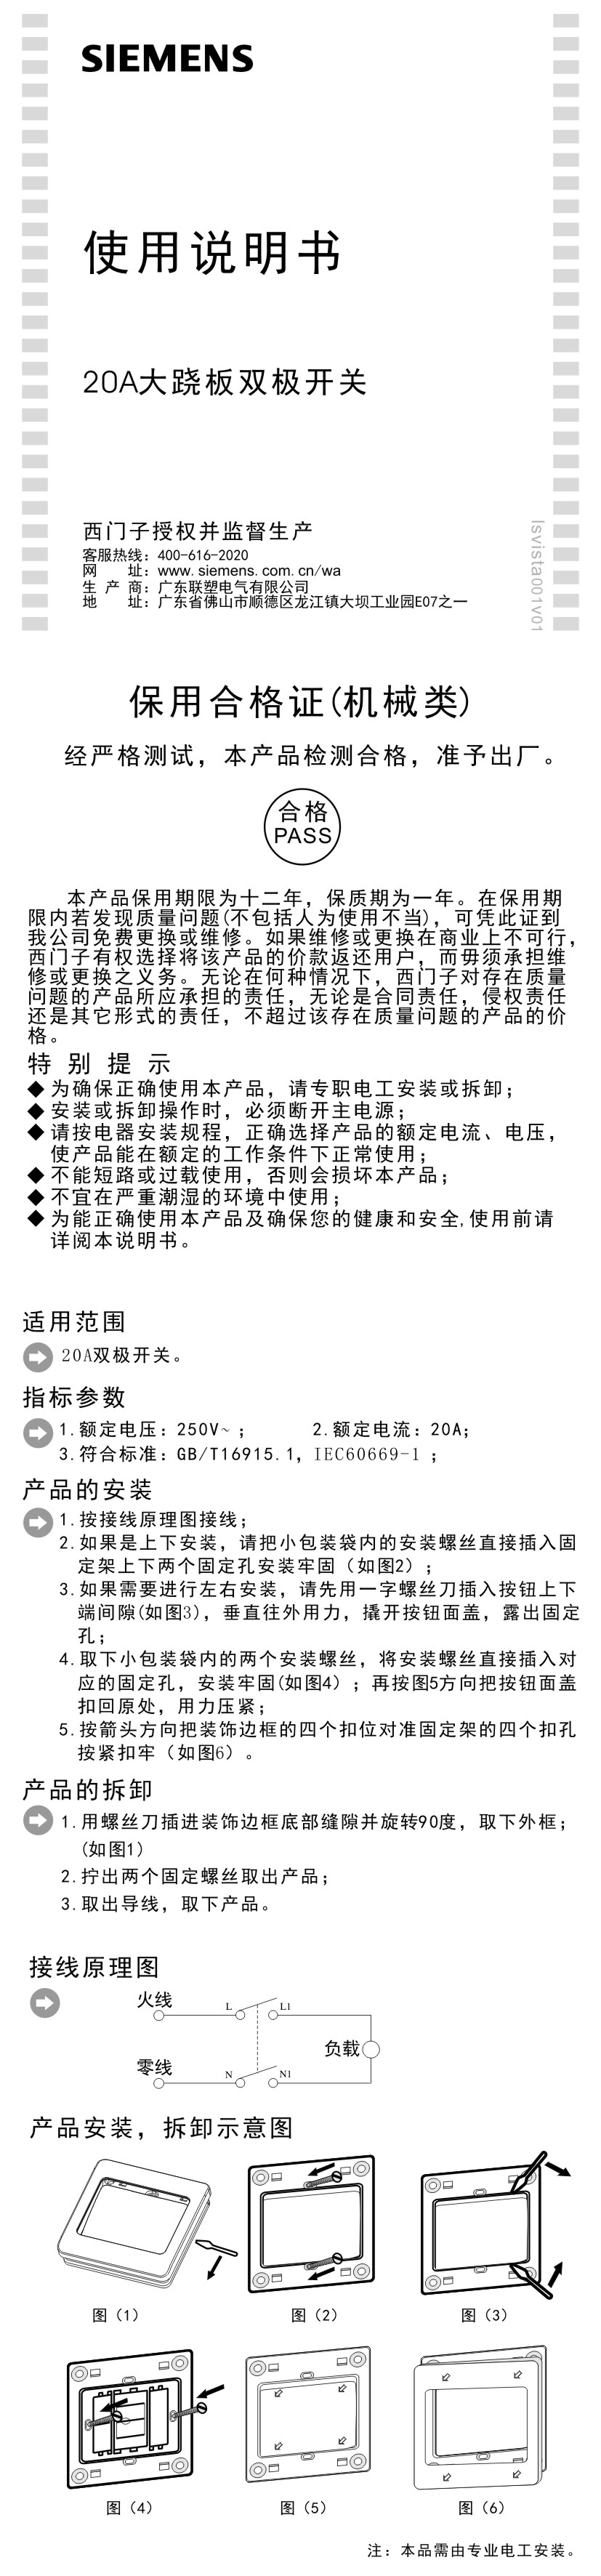 SIEMENS
使用说明书
20A大跷板双极开关
西门子授权并监督生产
客服热线：400-616-2020
网 址：www.siemens.com.cn/wa
生 产 商：广东联塑电气有限公司
地 址：广东省佛山市顺德区龙江镇大坝工业园E07之一
lsvista001v01
保用合格证(机械类)
经严格测试，本产品检测合格，准予出厂。
合格
PASS
本产品保用期限为十二年，保质期为一年。在保用期
限内若发现质量问题(不包括人为使用不当)，可凭此证到
我公司免费更换或维修。如果维修或更换在商业上不可行，
西门子有权选择将该产品的价款返还用户，而毋须承担维
修或更换之义务。无论在何种情况下，西门子对存在质量
问题的产品所应承担的责任，无论是合同责任，侵权责任
还是其它形式的责任，不超过该存在质量问题的产品的价
格。
特 别 提 示
◆ 为确保正确使用本产品，请专职电工安装或拆卸；
◆ 安装或拆卸操作时，必须断开主电源；
◆ 请按电器安装规程，正确选择产品的额定电流、电压，
使产品能在额定的工作条件下正常使用；
◆ 不能短路或过载使用，否则会损坏本产品；
◆ 不宜在严重潮湿的环境中使用；
◆ 为能正确使用本产品及确保您的健康和安全,使用前请
详阅本说明书。
适用范围
20A双极开关。
指标参数
1.额定电压：250V~； 2.额定电流：20A；
3.符合标准：GB/T16915.1，IEC60669-1 ；
产品的安装
1.按接线原理图接线；
2.如果是上下安装，请把小包装袋内的安装螺丝直接插入固
定架上下两个固定孔安装牢固（如图2）；
3.如果需要进行左右安装，请先用一字螺丝刀插入按钮上下
端间隙(如图3)，垂直往外用力，撬开按钮面盖，露出固定
孔；
4.取下小包装袋内的两个安装螺丝，将安装螺丝直接插入对
应的固定孔，安装牢固(如图4）；再按图5方向把按钮面盖
扣回原处，用力压紧；
5.按箭头方向把装饰边框的四个扣位对准固定架的四个扣孔
按紧扣牢（如图6）。
产品的拆卸
1.用螺丝刀插进装饰边框底部缝隙并旋转90度，取下外框；
(如图1)
2.拧出两个固定螺丝取出产品；
3.取出导线，取下产品。
接线原理图
火线 L L1
负载
零线 N N1
产品安装，拆卸示意图
图（1） 图（2） 图（3）
图（4） 图（5） 图（6）
注：本品需由专业电工安装。